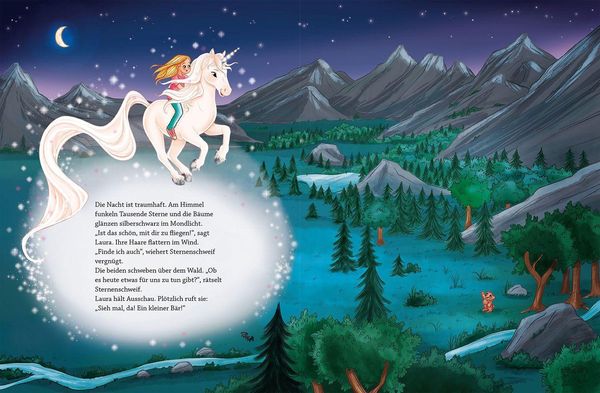 Die Nacht ist traumhaft. Am Himmel
funkeln Tausende Sterne und die Bäume
glänzen silberschwarz im Mondlicht.
„Ist das schön, mit dir zu fliegen!“, sagt
Laura. Ihre Haare flattern im Wind.
„Finde ich auch“, wiehert Sternenschweif
vergnügt.
Die beiden schweben über dem Wald. „Ob
es heute etwas für uns zu tun gibt?“, rätselt
Sternenschweif.
Laura hält Ausschau. Plötzlich ruft sie:
„Sieh mal, da! Ein kleiner Bär!“